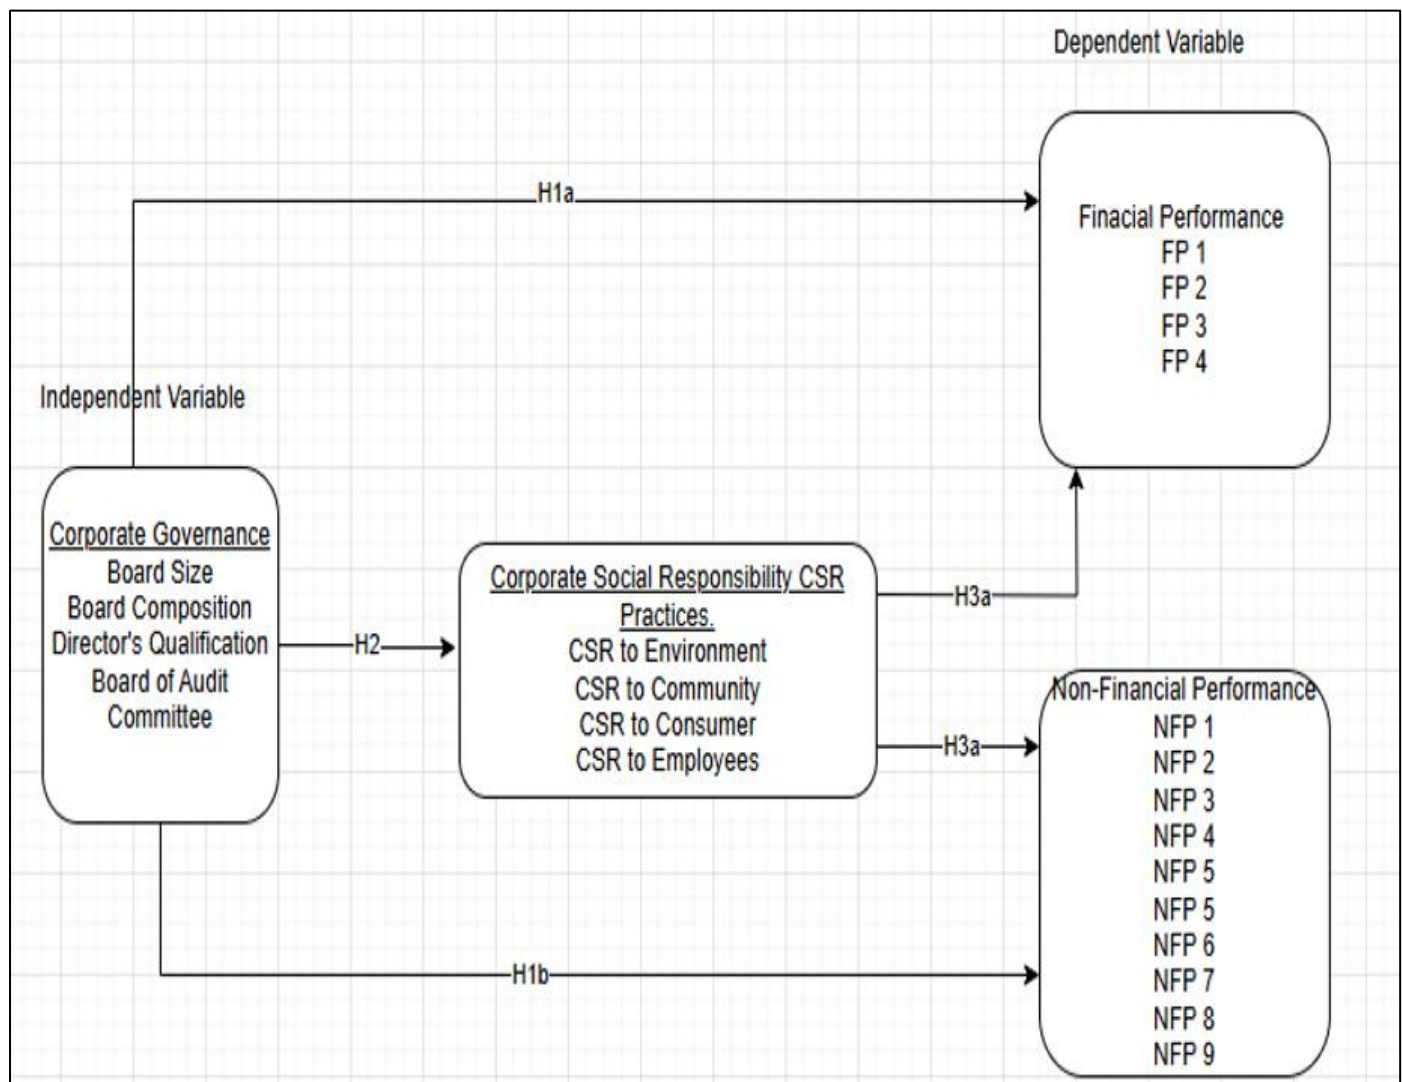 Dependent Variable
H1a
Finacial Performance
FP 1
FP 2
FP 3
FP 4
Independent Variable
Corporate Governance
Board Size
Board Composition
Director's Qualification
Board of Audit
Committee
H2
Corporate Social Responsibility CSR
Practices.
CSR to Environment
CSR to Community
CSR to Consumer
CSR to Employees
H3a
H3a
Non-Financial Performance
NFP 1
NFP 2
NFP 3
NFP 4
NFP 5
NFP 5
NFP 6
NFP 7
NFP 8
NFP 9
H1b